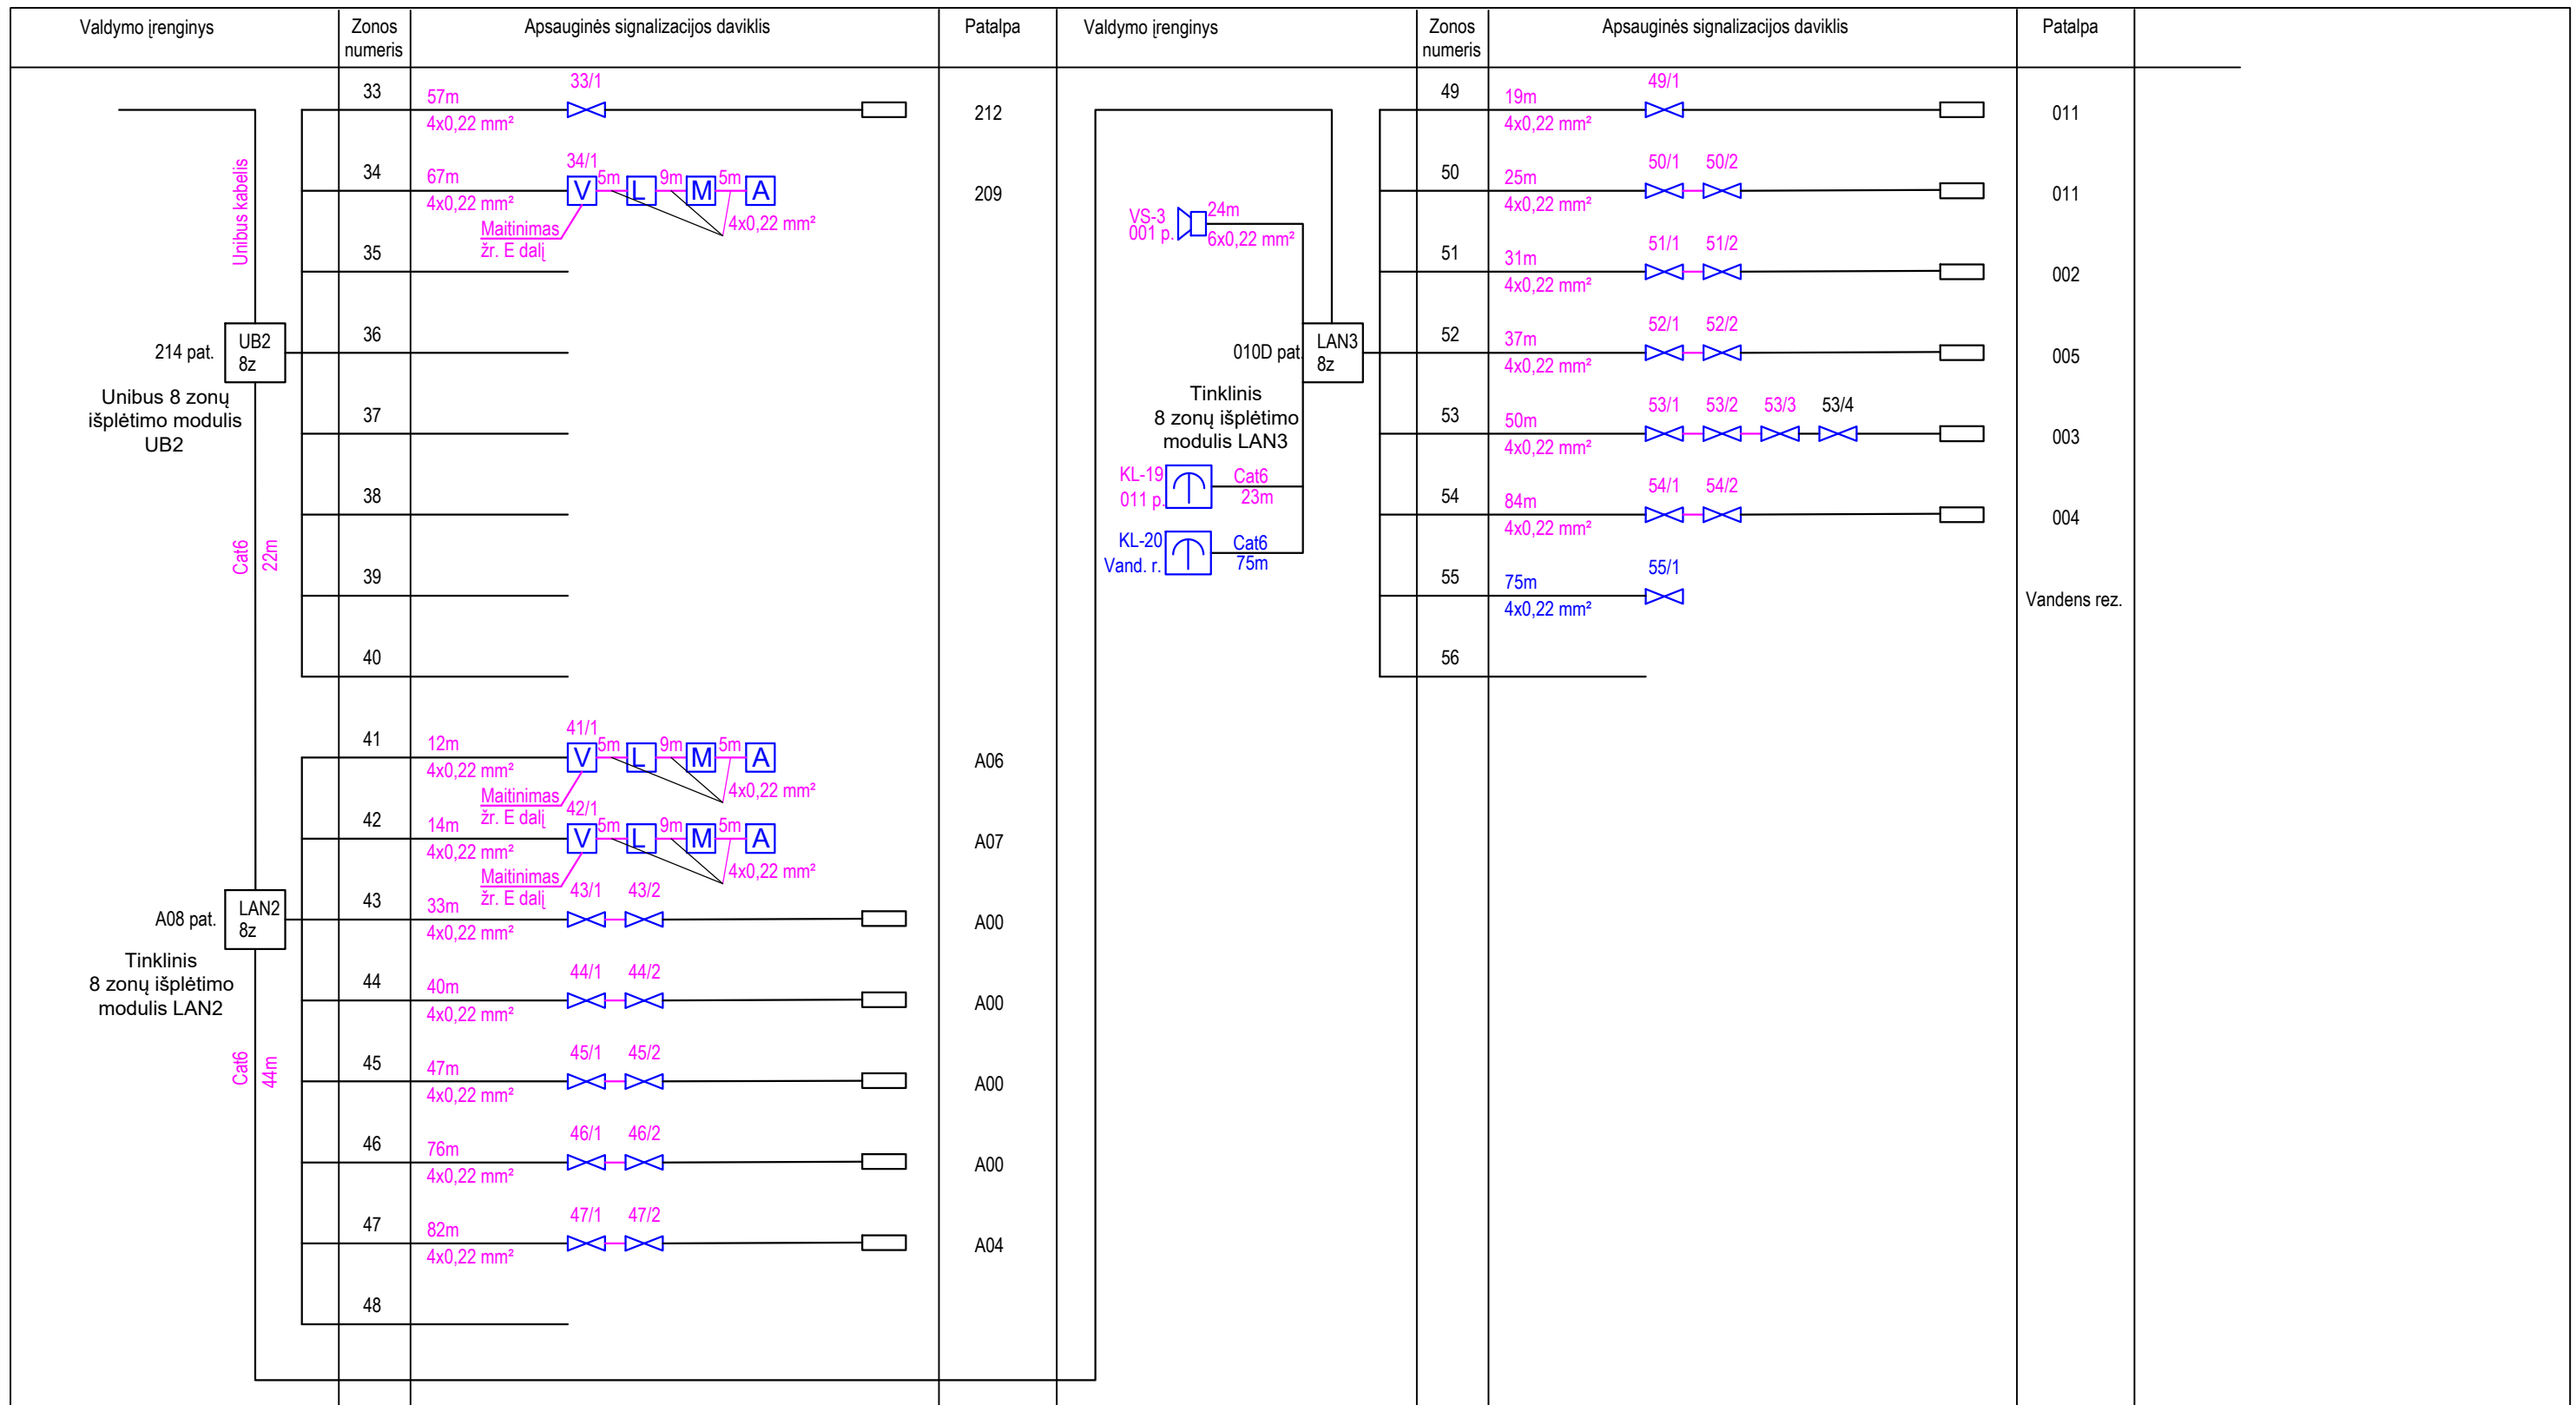 Valdymo įrenginys
Zonos
numeris
Apsauginės signalizacijos daviklis
Patalpa
Valdymo įrenginys
Zonos
numeris
Apsauginės signalizacijos daviklis
Patalpa
33
57m
4x0,22 mm²
33/1
212
34
67m
4x0,22 mm²
34/1
V
5m
L
9m
M
5m
A
4x0,22 mm²
Maitinimas
žr. E dalį
209
35
36
37
38
39
40
Unibus kabelis
214 pat.
UB2
8z
Unibus 8 zonų
išplėtimo modulis
UB2
Cat6
22m
41
12m
4x0,22 mm²
41/1
V
5m
L
9m
M
5m
A
4x0,22 mm²
Maitinimas
žr. E dalį
A06
42
14m
4x0,22 mm²
42/1
V
5m
L
9m
M
5m
A
4x0,22 mm²
Maitinimas
žr. E dalį
A07
43
33m
4x0,22 mm²
43/1
43/2
A00
A08 pat.
LAN2
8z
Tinklinis
8 zonų išplėtimo
modulis LAN2
Cat6
44m
44
40m
4x0,22 mm²
44/1
44/2
A00
45
47m
4x0,22 mm²
45/1
45/2
A00
46
76m
4x0,22 mm²
46/1
46/2
A00
47
82m
4x0,22 mm²
47/1
47/2
A04
48
VS-3
001 p.
24m
6x0,22 mm²
010D pat.
LAN3
8z
Tinklinis
8 zonų išplėtimo
modulis LAN3
KL-19
011 p.
Cat6
23m
KL-20
Vand. r.
Cat6
75m
49
19m
4x0,22 mm²
49/1
011
50
25m
4x0,22 mm²
50/1
50/2
011
51
31m
4x0,22 mm²
51/1
51/2
002
52
37m
4x0,22 mm²
52/1
52/2
005
53
50m
4x0,22 mm²
53/1
53/2
53/3
53/4
003
54
84m
4x0,22 mm²
54/1
54/2
004
55
75m
4x0,22 mm²
55/1
Vandens rez.
56